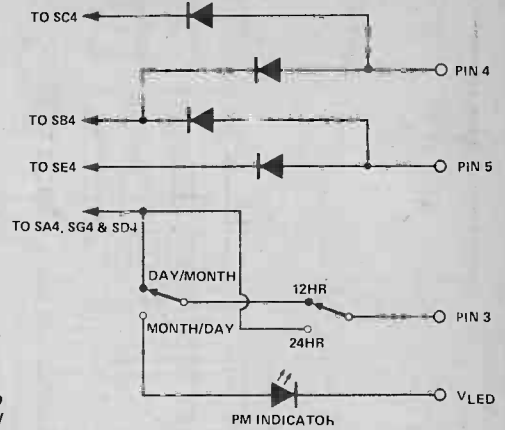 TO SC4
PIN 4
TO SB4
TO SE4
PIN 5
TO SA4, SG4 & SD4
DAY/MONTH
12HR
PIN 3
MONTH/DAY
24HR
VLED
PM INDICATOR